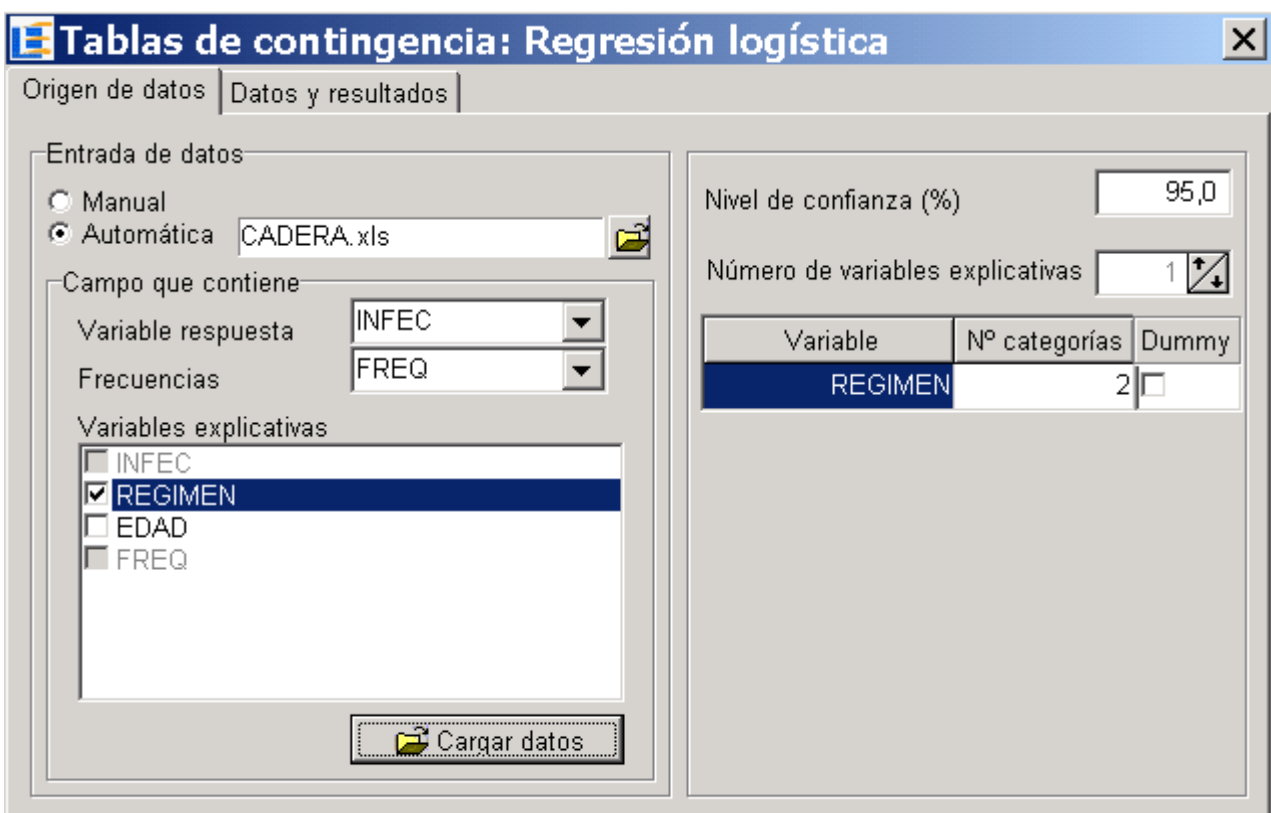 Tablas de contingencia: Regresión logística
Origen de datos
Datos y resultados
Entrada de datos
Manual
Automática CADERA.xls
Campo que contiene
Variable respuesta INFEC
Frecuencias FREQ
Variables explicativas
INFEC
REGIMEN
EDAD
FREQ
Cargar datos
Nivel de confianza (%) 95,0
Número de variables explicativas 1
Variable Nº categorías Dummy
REGIMEN 2